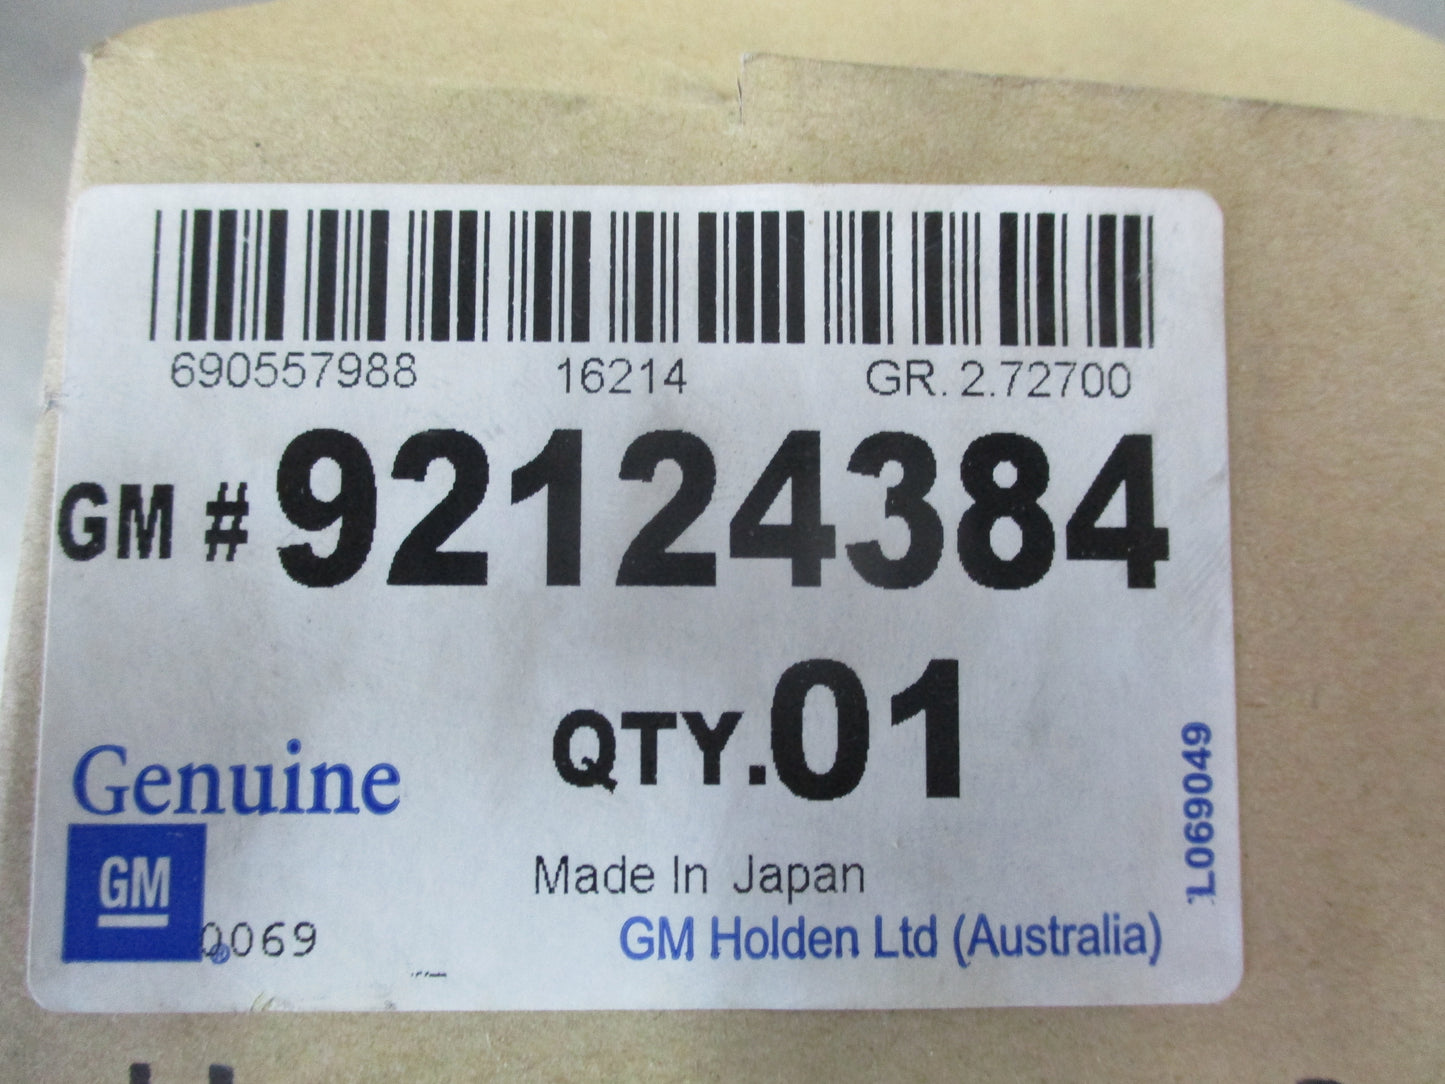 690557988 16214 GR. 2.72700
GM # 92124384
QTY.01
Genuine
GM
®
0069
Made In Japan
GM Holden Ltd (Australia)
L069049